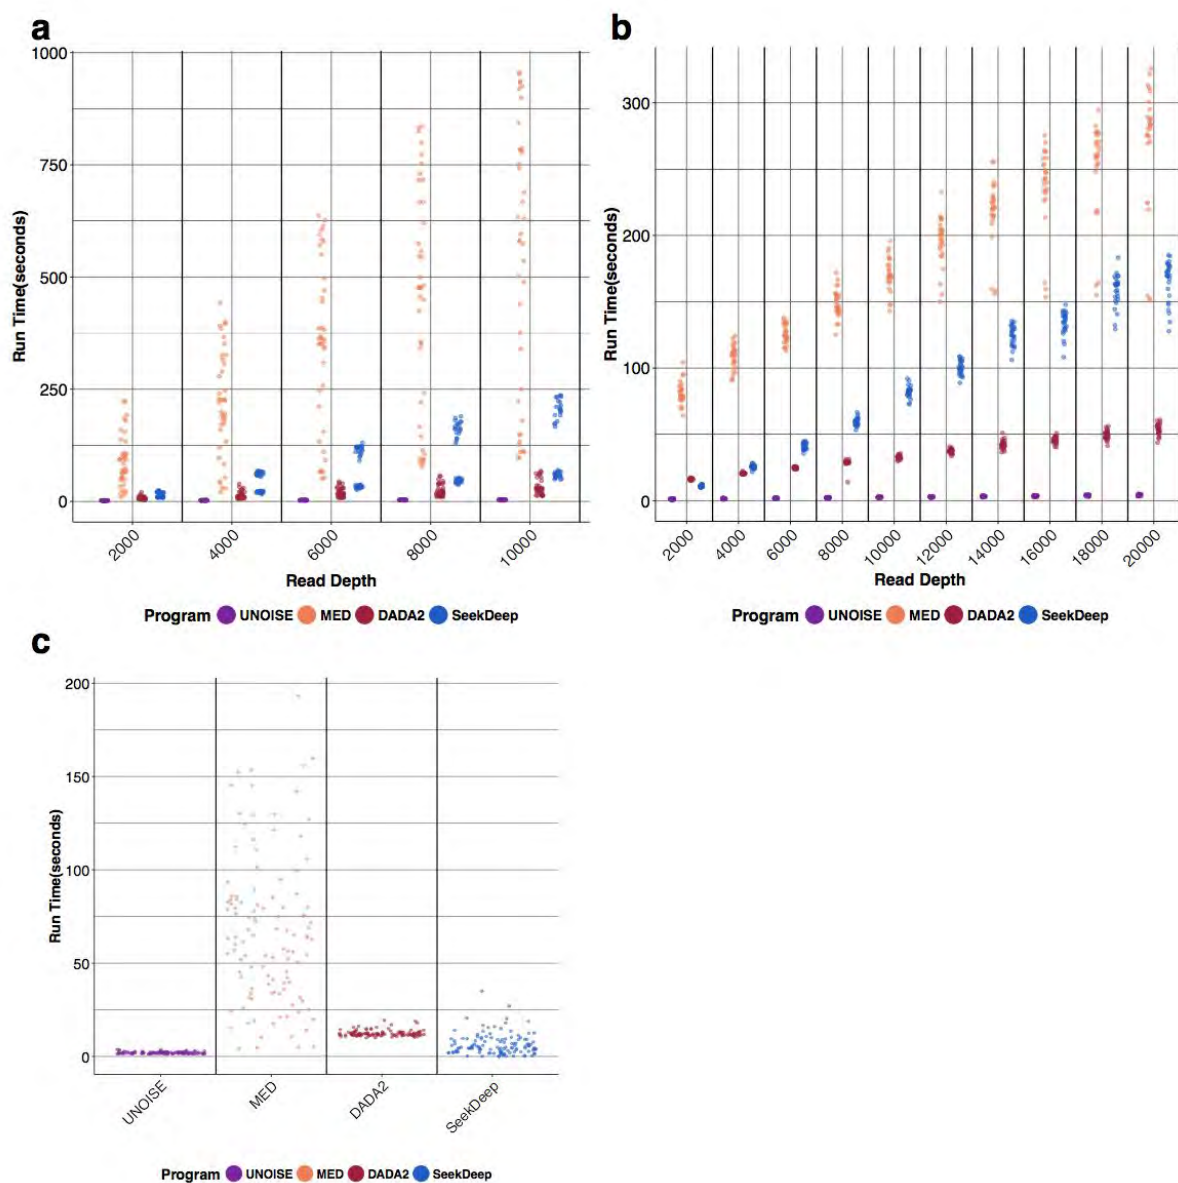 a
1000
750
500
250
0
Run Time(seconds)
2000 4000 6000 8000 10000
Read Depth
Program UNOISE MED DADA2 SeekDeep
b
300
200
100
0
Run Time(seconds)
2000 4000 6000 8000 10000 12000 14000 16000 18000 20000
Read Depth
Program UNOISE MED DADA2 SeekDeep
c
200
150
100
50
0
Run Time(seconds)
UNOISE MED DADA2 SeekDeep
Program UNOISE MED DADA2 SeekDeep